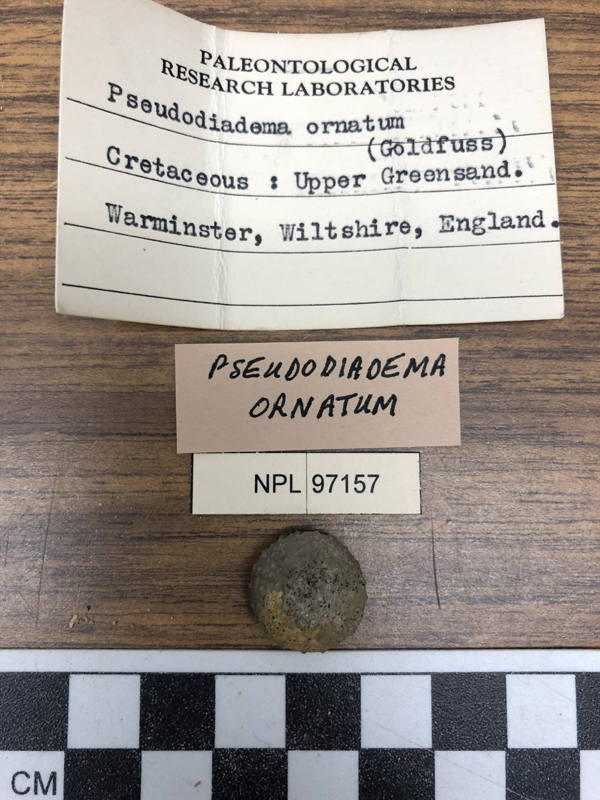 PALEONTOLOGICAL
RESEARCH LABORATORIES
Pseudodiadema ornatum
(Goldfuss)
Cretaceous : Upper Greensand.
Warminster, Wiltshire, England.
PSEUDODIADEMA
ORNATUM
NPL 97157
CM